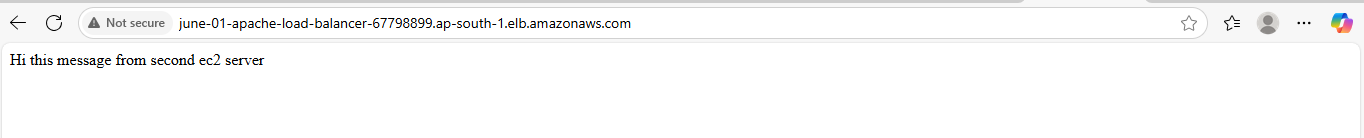 Not secure june-01-apache-load-balancer-67798899.ap-south-1.elb.amazonaws.com
Hi this message from second ec2 server